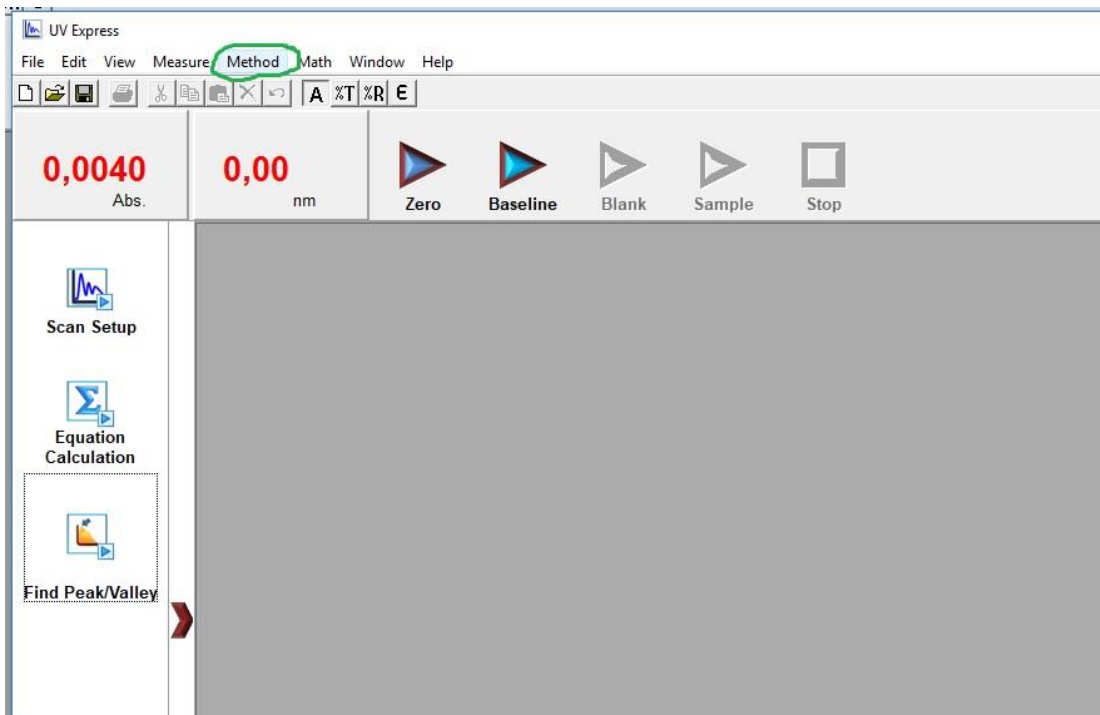 UV Express
File Edit View Measure Method Math Window Help
A %T %R E
0,0040
Abs.
0,00
nm
Zero Baseline Blank Sample Stop
Scan Setup
Equation
Calculation
Find Peak/Valley